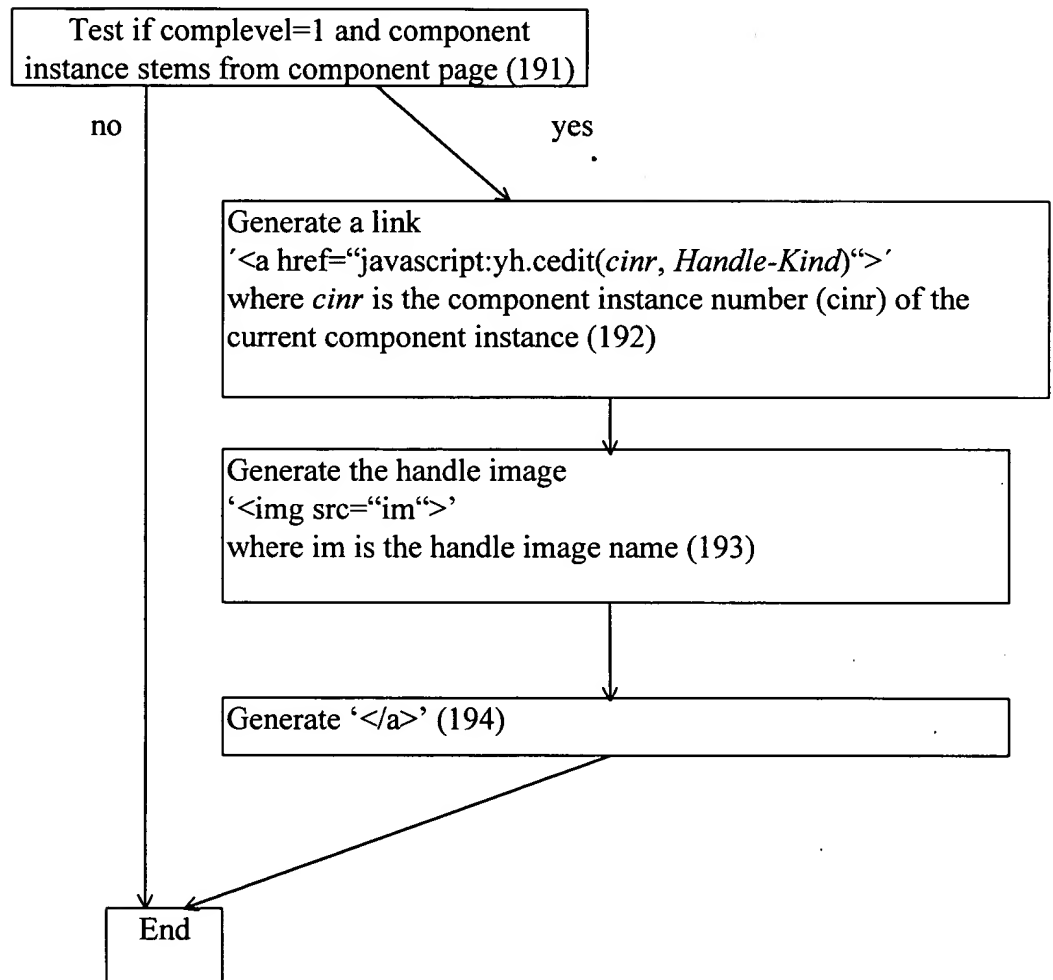 Test if complevel=1 and component
instance stems from component page (191)
no
yes
Generate a link
´<a href=“javascript:yh.cedit(cinr, Handle-Kind)“>´
where cinr is the component instance number (cinr) of the
current component instance (192)
Generate the handle image
‘<img src=“im“>’
where im is the handle image name (193)
Generate ‘</a>’ (194)
End